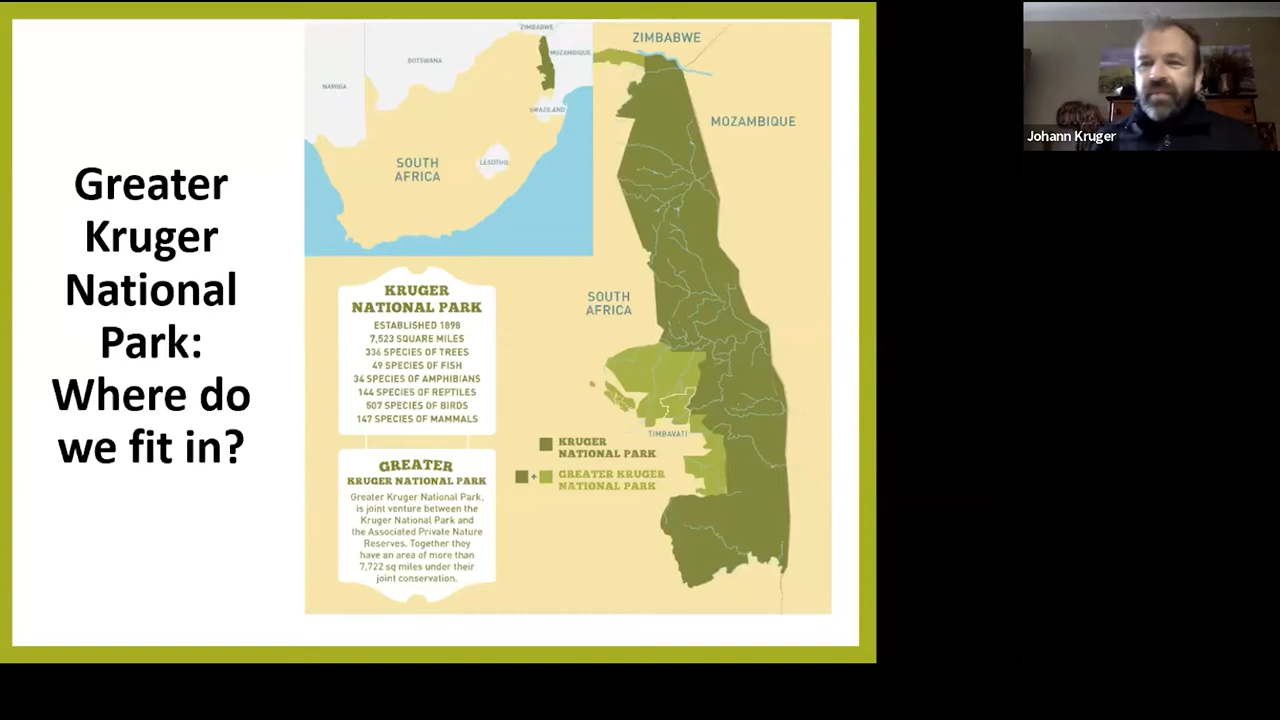 Greater
Kruger
National
Park:
Where do
we fit in?
ZIMBABWE
MOZAMBIQUE
BOTSWANA
NAMIBIA
SWAZILAND
SOUTH
AFRICA
LESOTHO
ZIMBABWE
MOZAMBIQUE
SOUTH
AFRICA
TIMBAVATI
KRUGER
NATIONAL PARK
ESTABLISHED 1898
7,523 SQUARE MILES
336 SPECIES OF TREES
49 SPECIES OF FISH
34 SPECIES OF AMPHIBIANS
144 SPECIES OF REPTILES
507 SPECIES OF BIRDS
147 SPECIES OF MAMMALS
GREATER
KRUGER NATIONAL PARK
Greater Kruger National Park,
is joint venture between the
Kruger National Park and
the Associated Private Nature
Reserves. Together they
have an area of more than
7,722 sq miles under their
joint conservation.
KRUGER
NATIONAL PARK
+ GREATER KRUGER
NATIONAL PARK
Johann Kruger